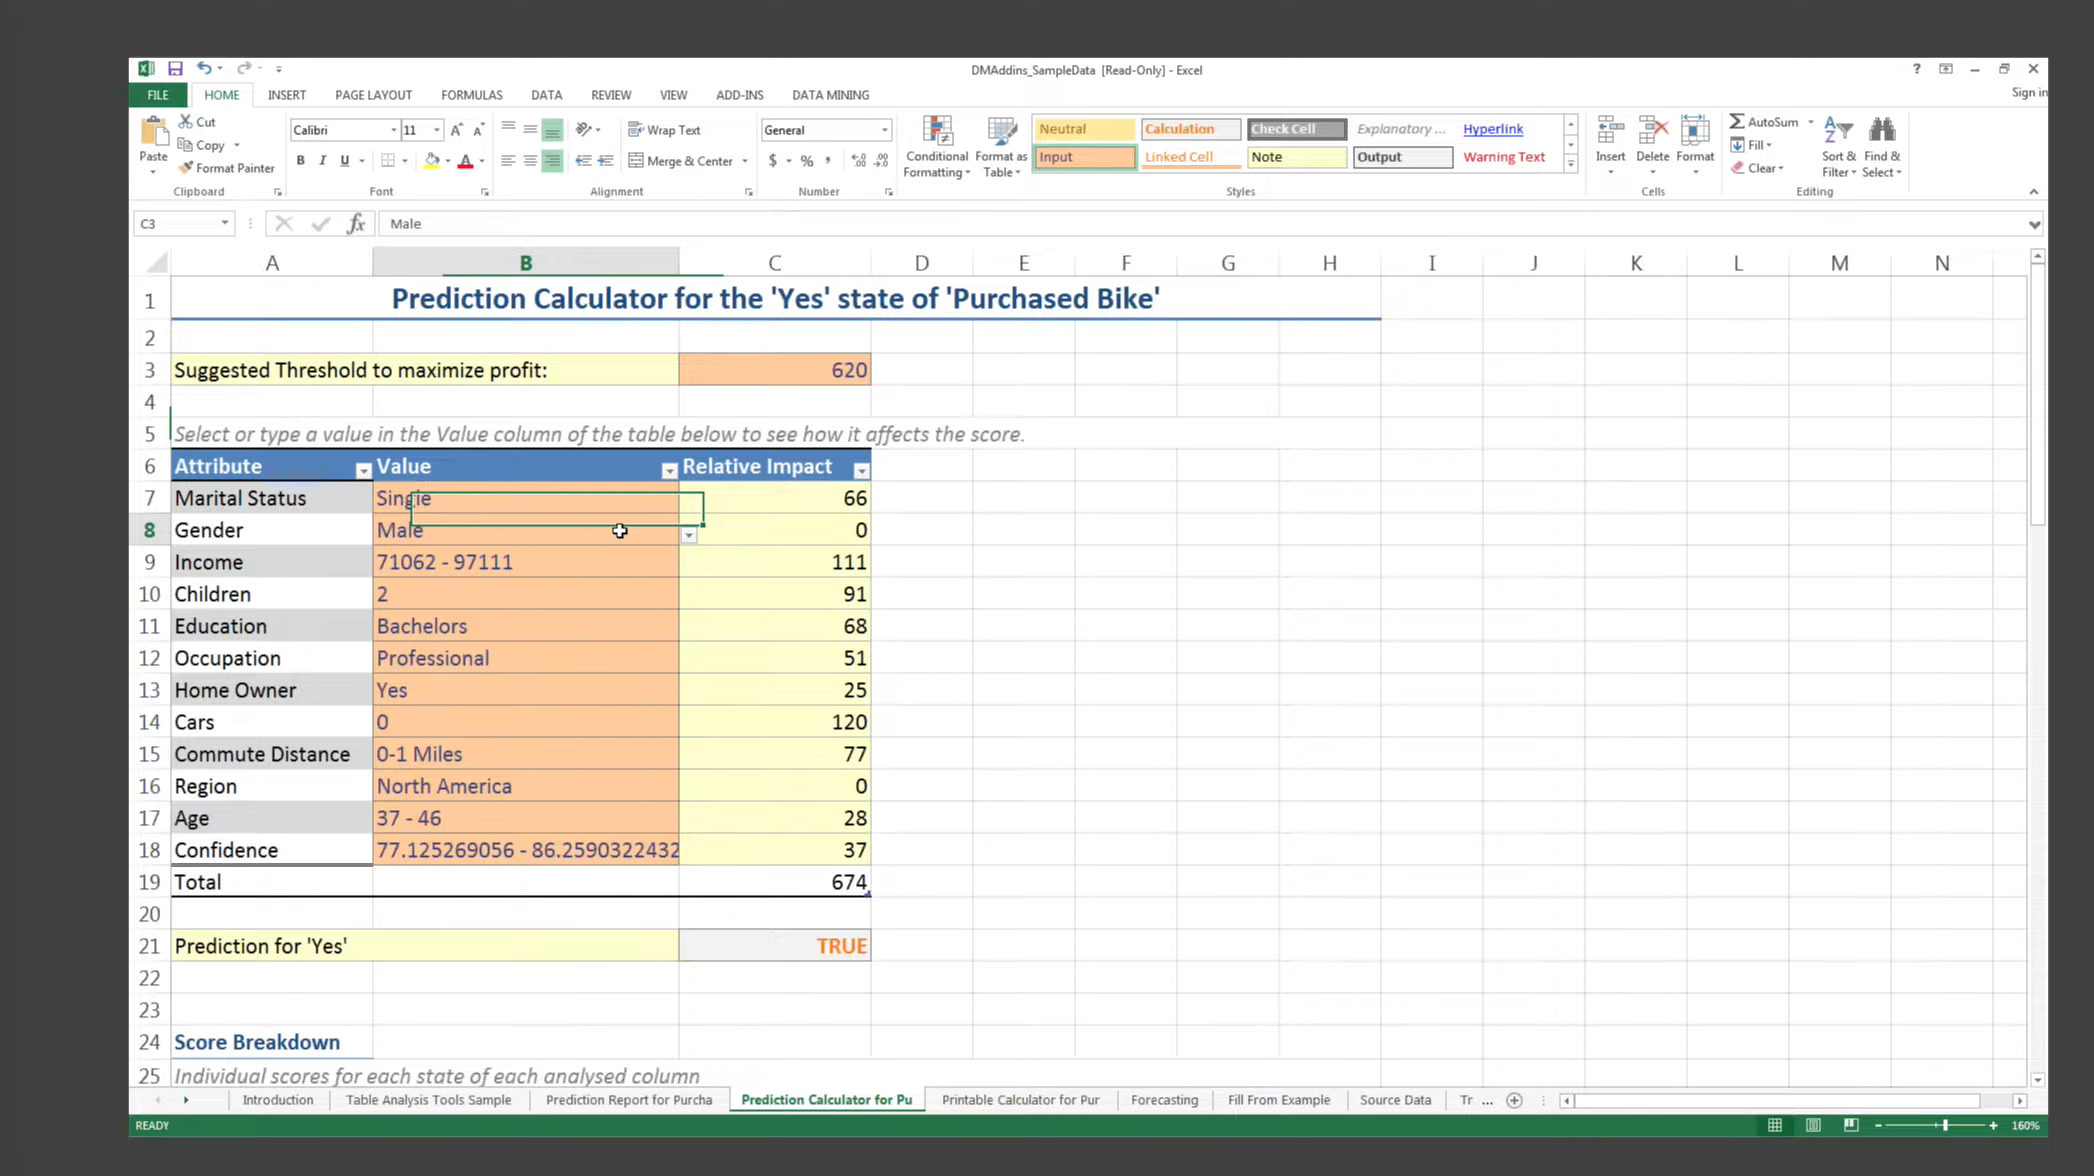 DMAddins_SampleData [Read-Only] - Excel
?
FILE HOME INSERT PAGE LAYOUT FORMULAS DATA REVIEW VIEW ADD-INS DATA MINING
Sign in
Paste
Cut
Copy
Format Painter
Clipboard
Calibri 11
B I U
Font
Wrap Text
Merge & Center
Alignment
General
$ % ,
Number
Conditional
Formatting
Format as
Table
Neutral Calculation Check Cell Explanatory ... Hyperlink
Input Linked Cell Note Output Warning Text
Styles
Insert Delete Format
Cells
AutoSum
Fill
Clear
Sort &
Filter
Find &
Select
Editing
C3 fx Male
A B C D E F G H I J K L M N
1 Prediction Calculator for the 'Yes' state of 'Purchased Bike'
2
3 Suggested Threshold to maximize profit: 620
4
5 Select or type a value in the Value column of the table below to see how it affects the score.
6 Attribute Value Relative Impact
7 Marital Status Single 66
8 Gender Male 0
9 Income 71062 - 97111 111
10 Children 2 91
11 Education Bachelors 68
12 Occupation Professional 51
13 Home Owner Yes 25
14 Cars 0 120
15 Commute Distance 0-1 Miles 77
16 Region North America 0
17 Age 37 - 46 28
18 Confidence 77.125269056 - 86.2590322432 37
19 Total 674
20
21 Prediction for 'Yes' TRUE
22
23
24 Score Breakdown
25 Individual scores for each state of each analysed column
Introduction Table Analysis Tools Sample Prediction Report for Purcha Prediction Calculator for Pu Printable Calculator for Pur Forecasting Fill From Example Source Data Tr ...
READY 160%